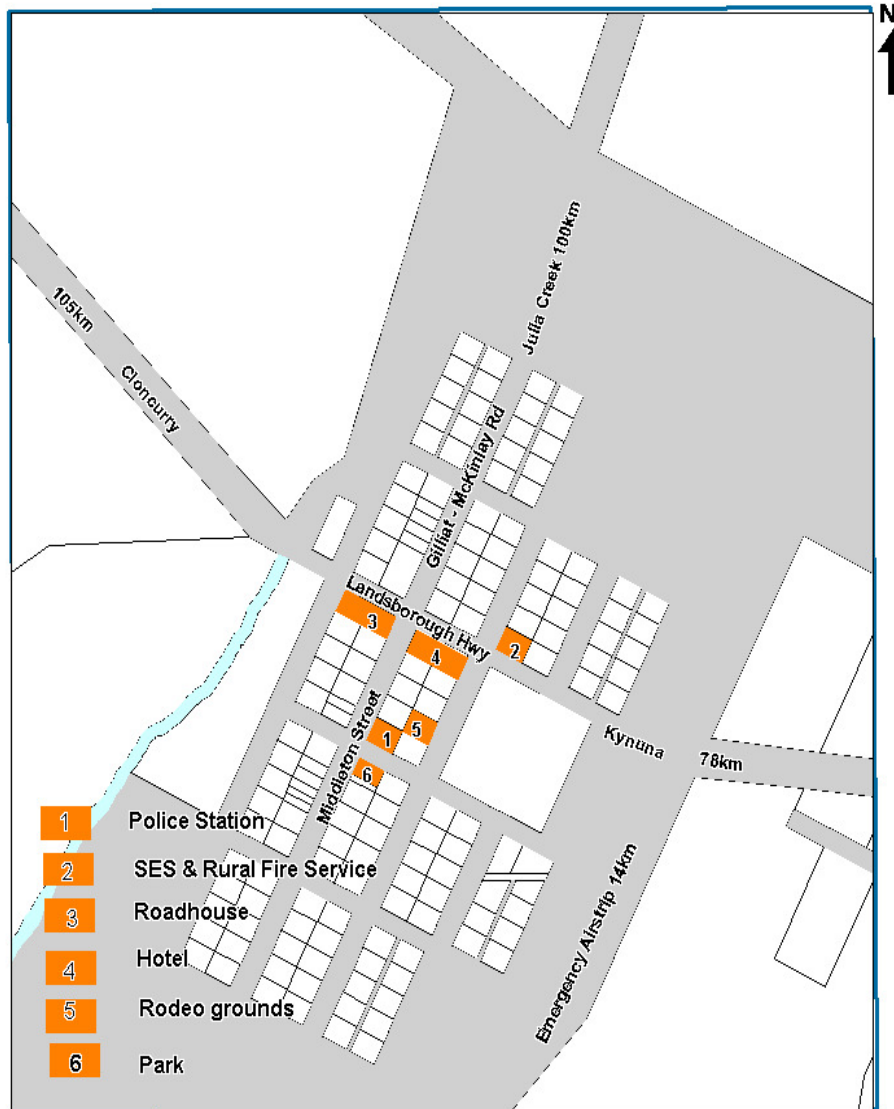 N
Julia Creek 100km
105km
Cloncurry
Gilliat - McKinlay Rd
Landsborough Hwy
3
4
2
Kynuna
78km
Middleton Street
5
1
6
Emergency Airstrip 14km
1 Police Station
2 SES & Rural Fire Service
3 Roadhouse
4 Hotel
5 Rodeo grounds
6 Park